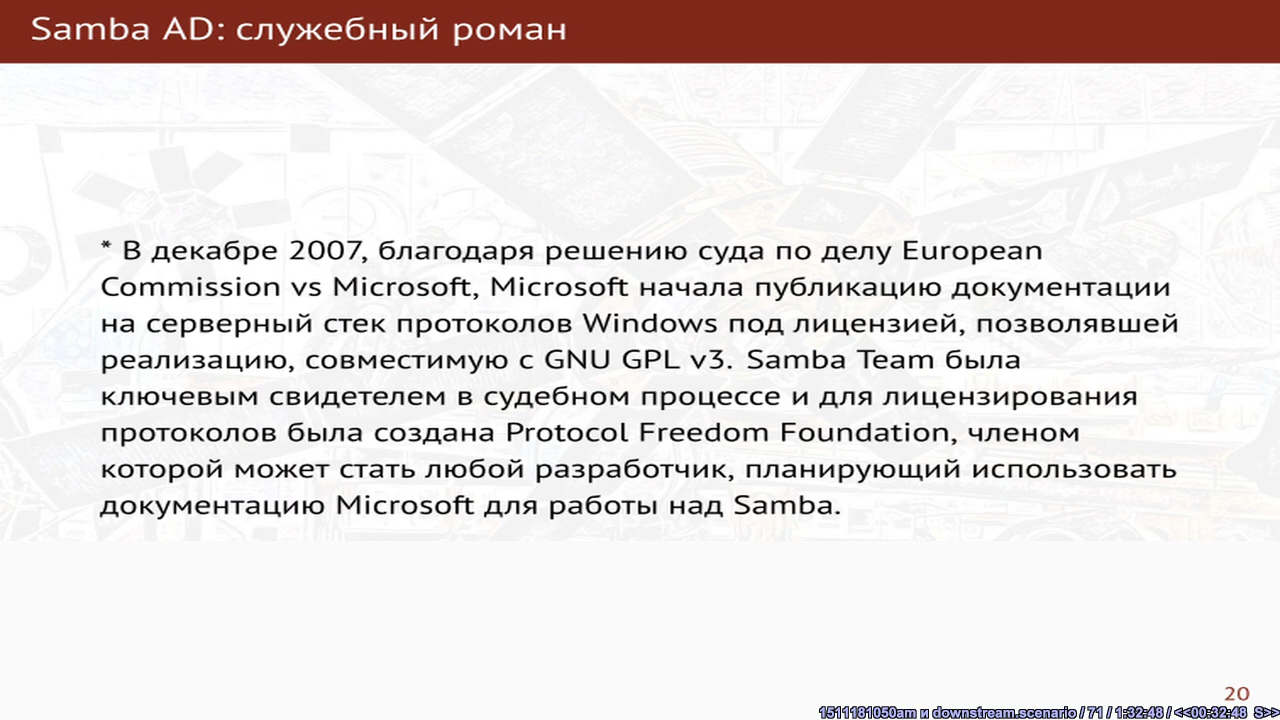 Samba AD: служебный роман
* В декабре 2007, благодаря решению суда по делу European
Commission vs Microsoft, Microsoft начала публикацию документации
на серверный стек протоколов Windows под лицензией, позволявшей
реализацию, совместимую с GNU GPL v3. Samba Team была
ключевым свидетелем в судебном процессе и для лицензирования
протоколов была создана Protocol Freedom Foundation, членом
которой может стать любой разработчик, планирующий использовать
документацию Microsoft для работы над Samba.
20
1511181050am и downstream.scenario / 71 / 1:32:48 / <<00:32:48 S>>